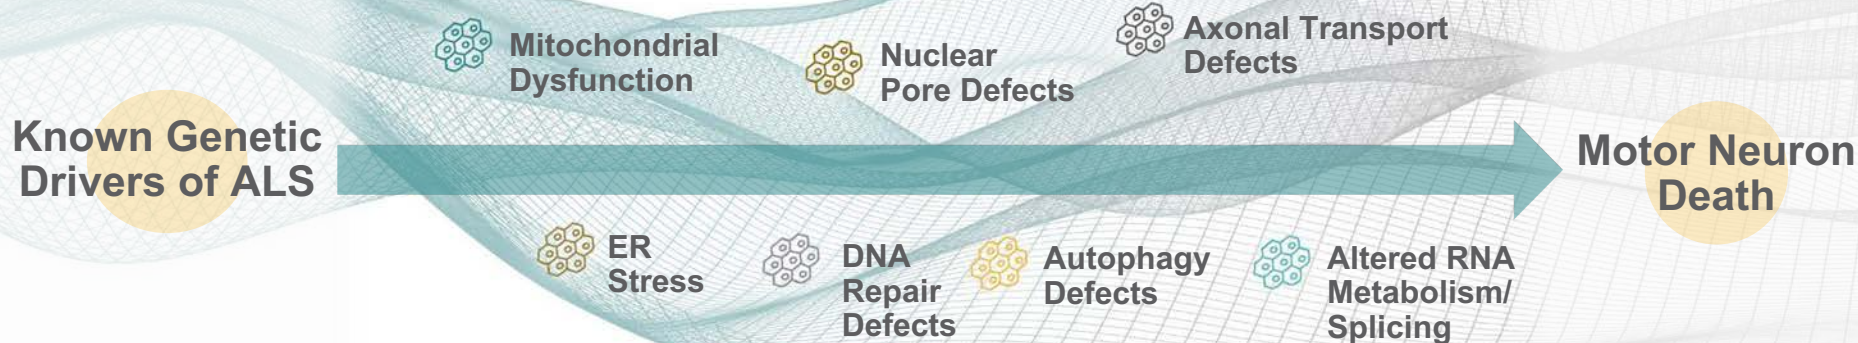 Known Genetic
Drivers of ALS
Mitochondrial
Dysfunction
Nuclear
Pore Defects
Axonal Transport
Defects
ER
Stress
DNA
Repair
Defects
Autophagy
Defects
Altered RNA
Metabolism/
Splicing
Motor Neuron
Death